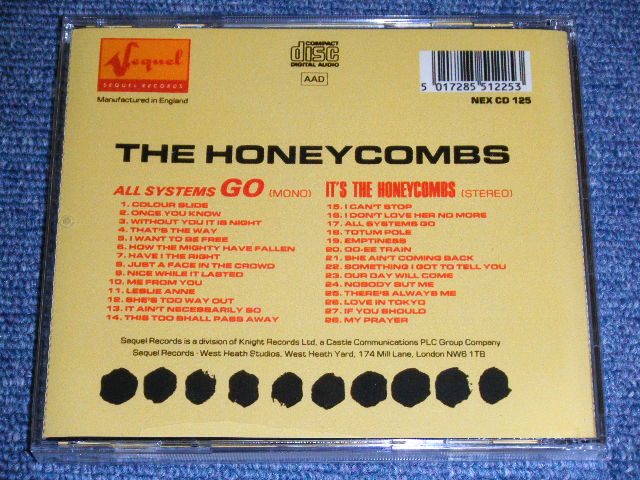 Sequel
SEQUEL RECORDS
Manufactured in England
COMPACT
disc
DIGITAL AUDIO
AAD
5 017285 512253
NEX CD 125
THE HONEYCOMBS
ALL SYSTEMS GO (MONO)
1. COLOUR SLIDE
2. ONCE YOU KNOW
3. WITHOUT YOU IT IS NIGHT
4. THAT'S THE WAY
5. I WANT TO BE FREE
6. HOW THE MIGHTY HAVE FALLEN
7. HAVE I THE RIGHT
8. JUST A FACE IN THE CROWD
9. NICE WHILE IT LASTED
10. ME FROM YOU
11. LESLIE ANNE
12. SHE'S TOO WAY OUT
13. IT AIN'T NECESSARILY SO
14. THIS TOO SHALL PASS AWAY
IT'S THE HONEYCOMBS (STEREO)
15. I CAN'T STOP
16. I DON'T LOVE HER NO MORE
17. ALL SYSTEMS GO
18. TOTUM POLE
19. EMPTINESS
20. OO-EE TRAIN
21. SHE AIN'T COMING BACK
22. SOMETHING I GOT TO TELL YOU
23. OUR DAY WILL COME
24. NOBODY BUT ME
25. THERE'S ALWAYS ME
26. LOVE IN TOKYO
27. IF YOU SHOULD
28. MY PRAYER
Sequel Records is a division of Knight Records Ltd, a Castle Communications PLC Group Company
Sequel Records · West Heath Studios, West Heath Yard, 174 Mill Lane, London NW6 1TB